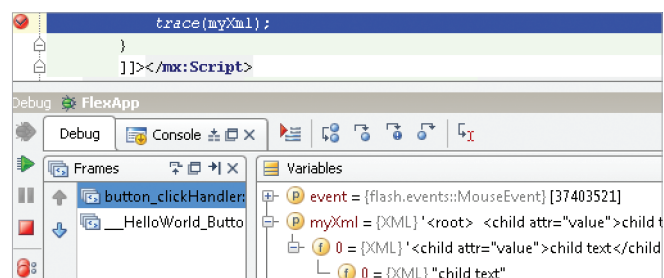 trace(myXml);
}
]]></mx:Script>
Debug FlexApp
Debug Console
Frames Variables
button_clickHandler: event = {flash.events::MouseEvent} [37403521]
___HelloWorld_Butto myXml = {XML} '<root> <child attr="value">child t
0 = {XML} '<child attr="value">child text</child
0 = {XML} "child text"